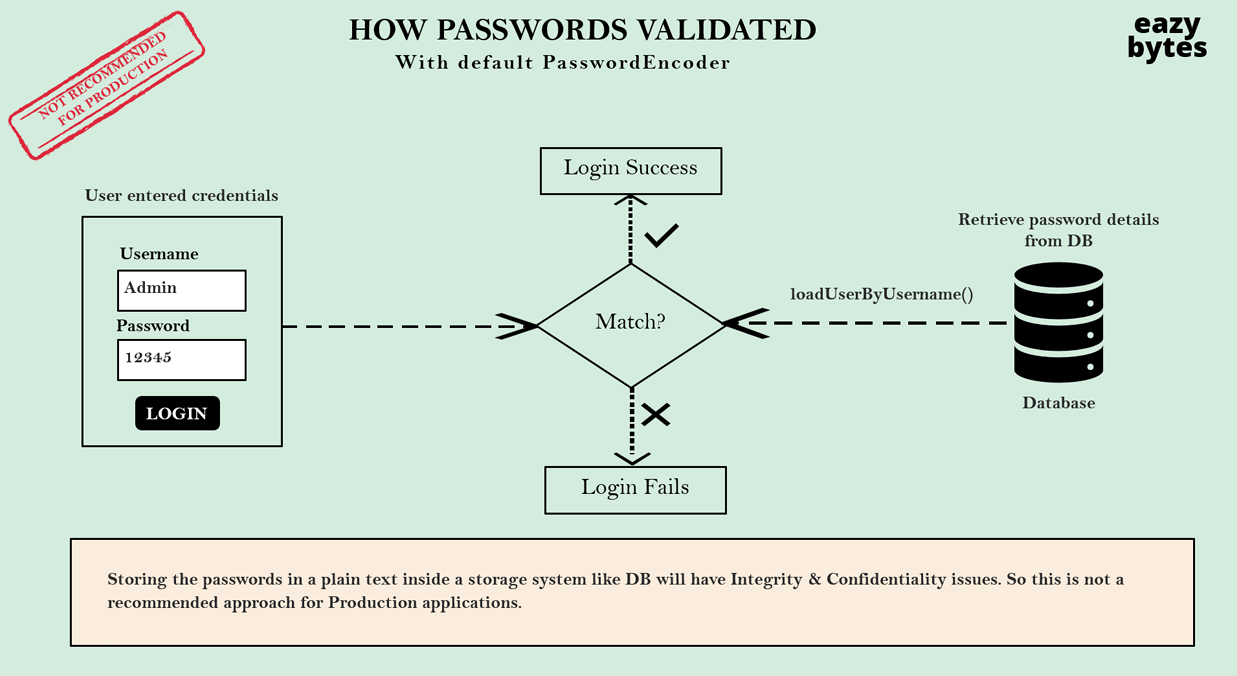 HOW PASSWORDS VALIDATED
With default PasswordEncoder
eazy
bytes
NOT RECOMMENDED
FOR PRODUCTION
User entered credentials
Username
Admin
Password
12345
LOGIN
Login Success
Match?
Login Fails
loadUserByUsername()
Retrieve password details
from DB
Database
Storing the passwords in a plain text inside a storage system like DB will have Integrity & Confidentiality issues. So this is not a
recommended approach for Production applications.